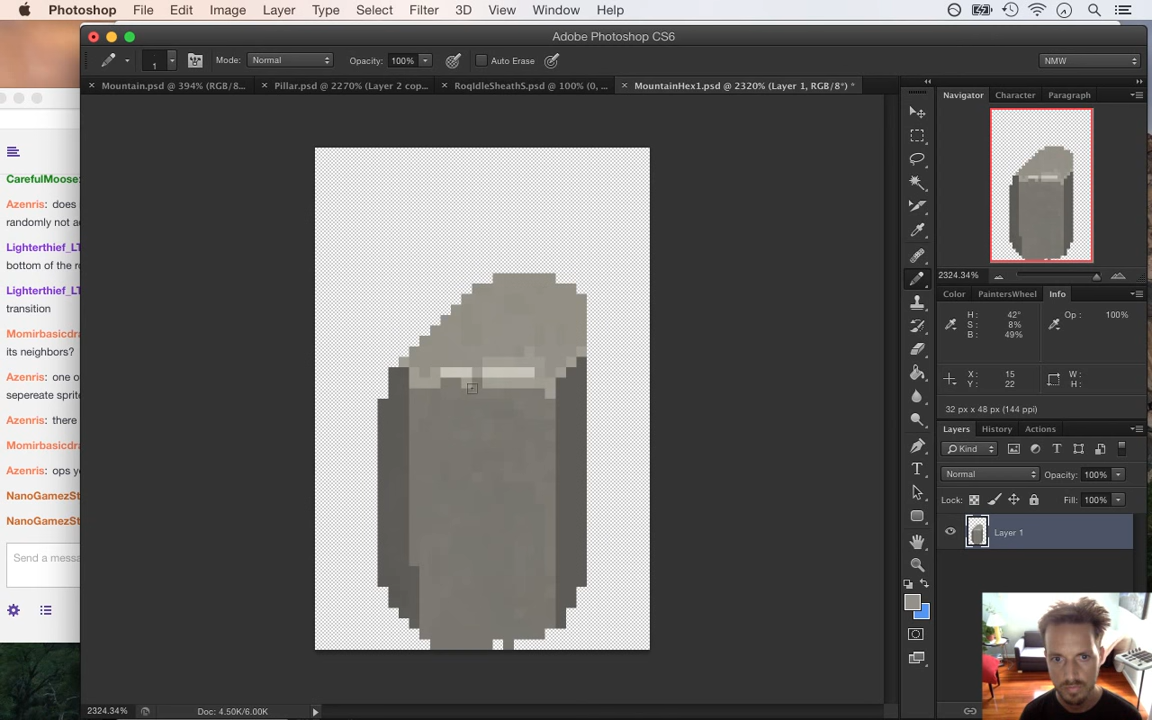 Photoshop File Edit Image Layer Type Select Filter 3D View Window Help
Adobe Photoshop CS6
1 Mode: Normal Opacity: 100% Auto Erase NMW
Mountain.psd @ 394% (RGB/8... Pillar.psd @ 2270% (Layer 2 cop... RoqIdleSheathS.psd @ 100% (0, ... MountainHex1.psd @ 2320% (Layer 1, RGB/8*) *
Navigator Character Paragraph
2324.34%
Color PaintersWheel Info
H: 42° Op: 100%
S: 8%
B: 49%
X: 15 W:
Y: 22 H:
32 px x 48 px (144 ppi)
Layers History Actions
Kind
Normal Opacity: 100%
Lock: Fill: 100%
Layer 1
CarefulMoose:
Azenris: does
randomly not a
Lighterthief_LT
bottom of the r
Lighterthief_LT
transition
Momirbasicdra
its neighbors?
Azenris: one o
sepereate sprit
Azenris: there
Momirbasicdra
Azenris: ops y
NanoGamezSt
NanoGamezSt
Send a messa
2324.34% Doc: 4.50K/6.00K